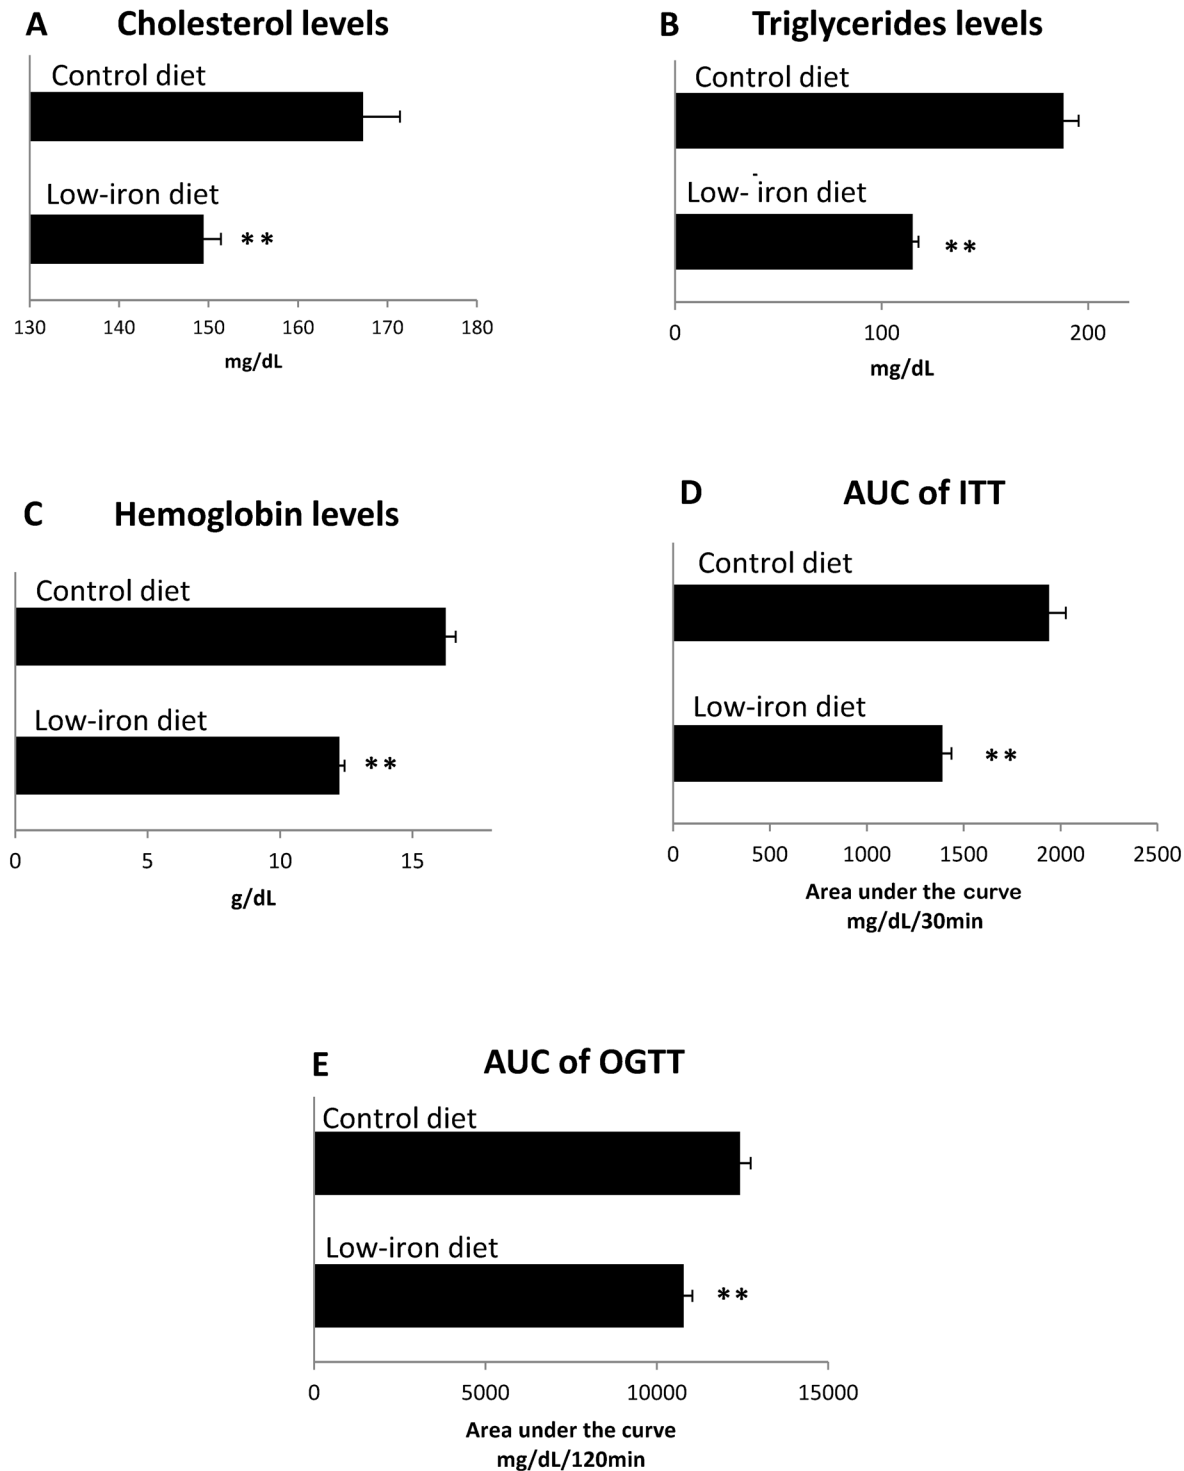 A Cholesterol levels
Control diet
Low-iron diet
**
130 140 150 160 170 180
mg/dL
B Triglycerides levels
Control diet
Low- iron diet
**
0 100 200
mg/dL
C Hemoglobin levels
Control diet
Low-iron diet
**
0 5 10 15
g/dL
D AUC of ITT
Control diet
Low-iron diet
**
0 500 1000 1500 2000 2500
Area under the curve
mg/dL/30min
E AUC of OGTT
Control diet
Low-iron diet
**
0 5000 10000 15000
Area under the curve
mg/dL/120min